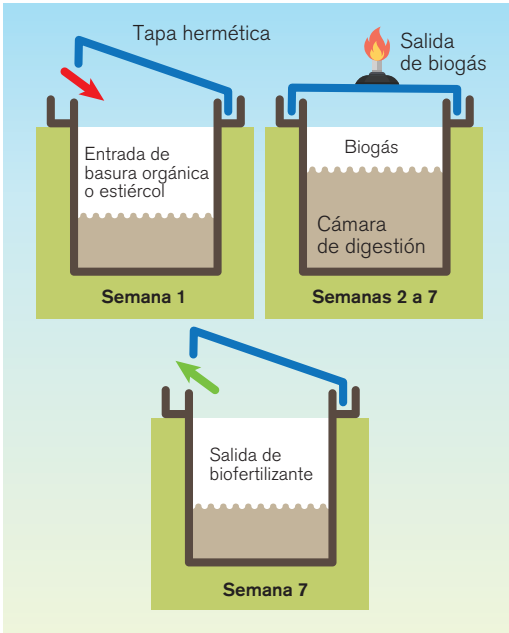 Tapa hermética
Entrada de
basura orgánica
o estiércol
Semana 1
Salida
de biogás
Biogás
Cámara
de digestión
Semanas 2 a 7
Salida de
biofertilizante
Semana 7